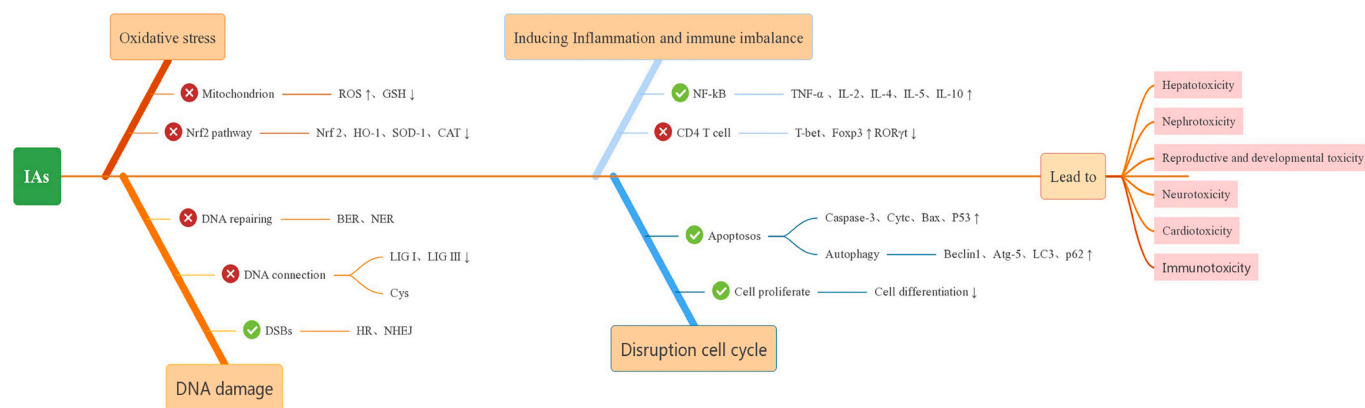 Oxidative stress
Mitochondrion
ROS ↑、GSH ↓
Nrf2 pathway
Nrf 2、HO-1、SOD-1、CAT ↓
Inducing Inflammation and immune imbalance
NF-kB
TNF-α 、IL-2、IL-4、IL-5、IL-10 ↑
CD4 T cell
T-bet、Foxp3 ↑ RORγt ↓
IAs
DNA repairing
BER、NER
DNA connection
LIG I、LIG III ↓
Cys
DSBs
HR、NHEJ
DNA damage
Apoptosos
Caspase-3、Cytc、Bax、P53 ↑
Autophagy
Beclin1、Atg-5、LC3、p62 ↑
Cell proliferate
Cell differentiation ↓
Disruption cell cycle
Lead to
Hepatotoxicity
Nephrotoxicity
Reproductive and developmental toxicity
Neurotoxicity
Cardiotoxicity
Immunotoxicity